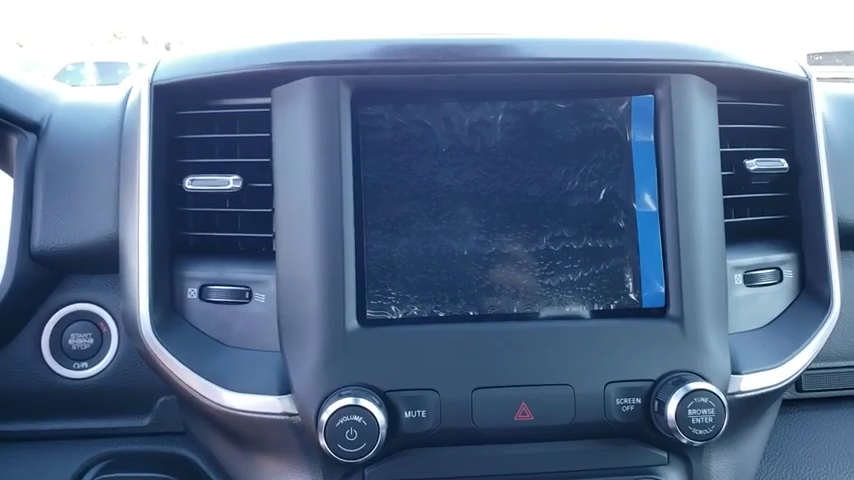 START
ENGINE
STOP
VOLUME
MUTE
SCREEN
OFF
TUNE
BROWSE
ENTER
SCROLL